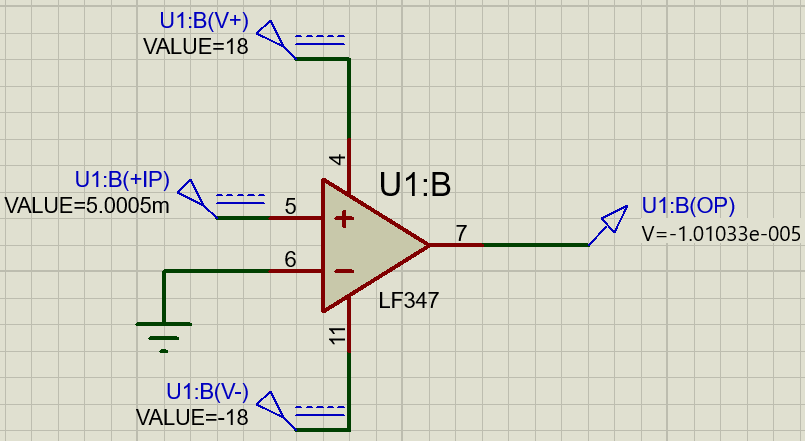 U1:B(V+)
VALUE=18
4
U1:B
U1:B(+IP)
VALUE=5.0005m
5
+
7
U1:B(OP)
V=-1.01033e-005
6
−
LF347
11
U1:B(V-)
VALUE=-18